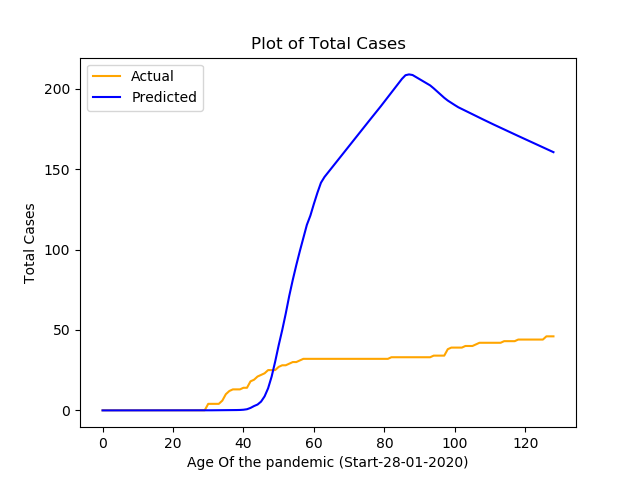 Plot of Total Cases
Actual
Predicted
Total Cases
200
150
100
50
0
0 20 40 60 80 100 120
Age Of the pandemic (Start-28-01-2020)